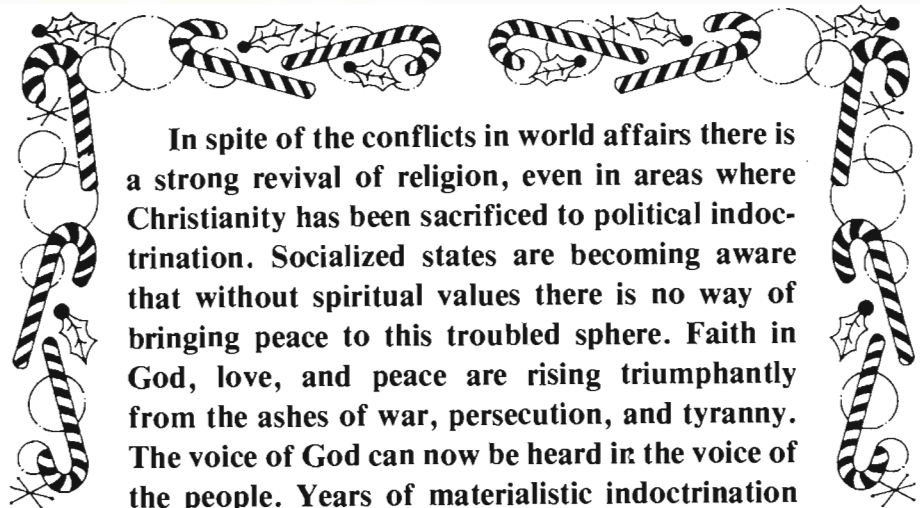 In spite of the conflicts in world affairs there is
a strong revival of religion, even in areas where
Christianity has been sacrificed to political indoc-
trination. Socialized states are becoming aware
that without spiritual values there is no way of
bringing peace to this troubled sphere. Faith in
God, love, and peace are rising triumphantly
from the ashes of war, persecution, and tyranny.
The voice of God can now be heard in the voice of
the people. Years of materialistic indoctrination